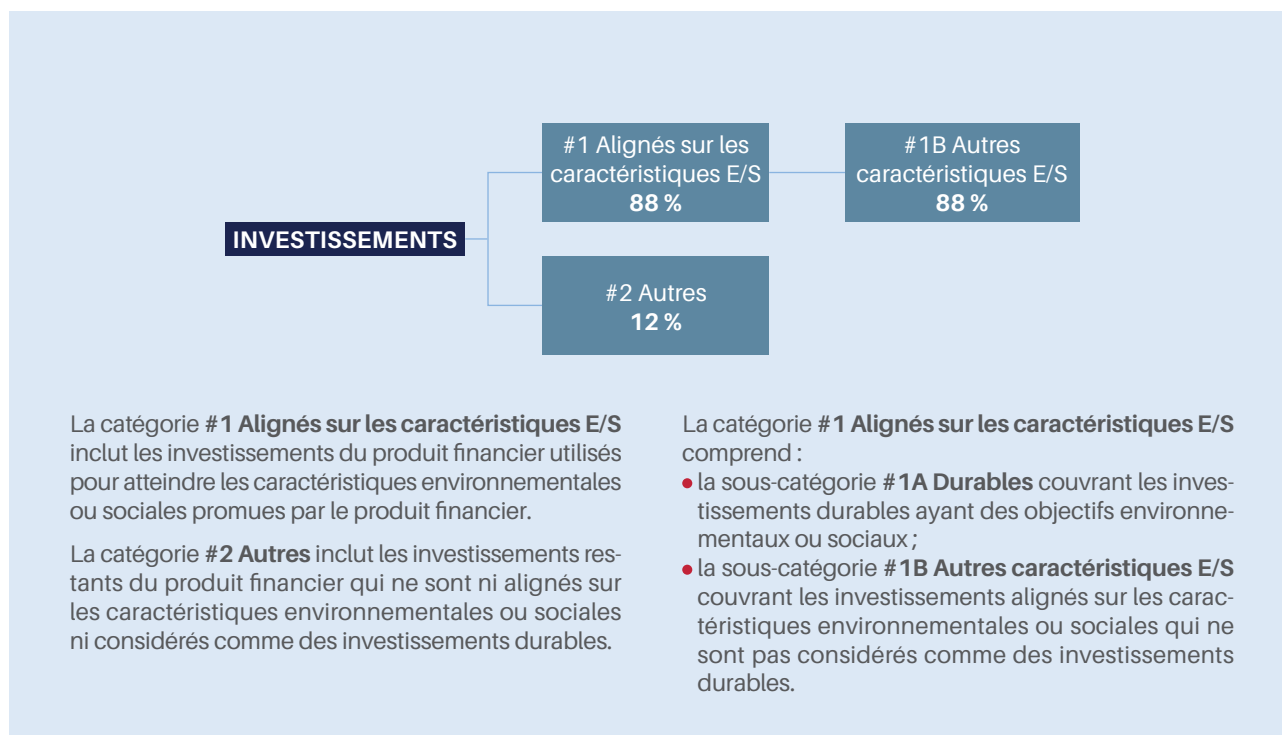 #1 Alignés sur les
caractéristiques E/S
88 %
#1B Autres
caractéristiques E/S
88 %
INVESTISSEMENTS
#2 Autres
12 %
La catégorie #1 Alignés sur les caractéristiques E/S
inclut les investissements du produit financier utilisés
pour atteindre les caractéristiques environnementales
ou sociales promues par le produit financier.
La catégorie #2 Autres inclut les investissements res-
tants du produit financier qui ne sont ni alignés sur
les caractéristiques environnementales ou sociales
ni considérés comme des investissements durables.
La catégorie #1 Alignés sur les caractéristiques E/S
comprend :
• la sous-catégorie #1A Durables couvrant les inves-
tissements durables ayant des objectifs environne-
mentaux ou sociaux ;
• la sous-catégorie #1B Autres caractéristiques E/S
couvrant les investissements alignés sur les carac-
téristiques environnementales ou sociales qui ne
sont pas considérés comme des investissements
durables.